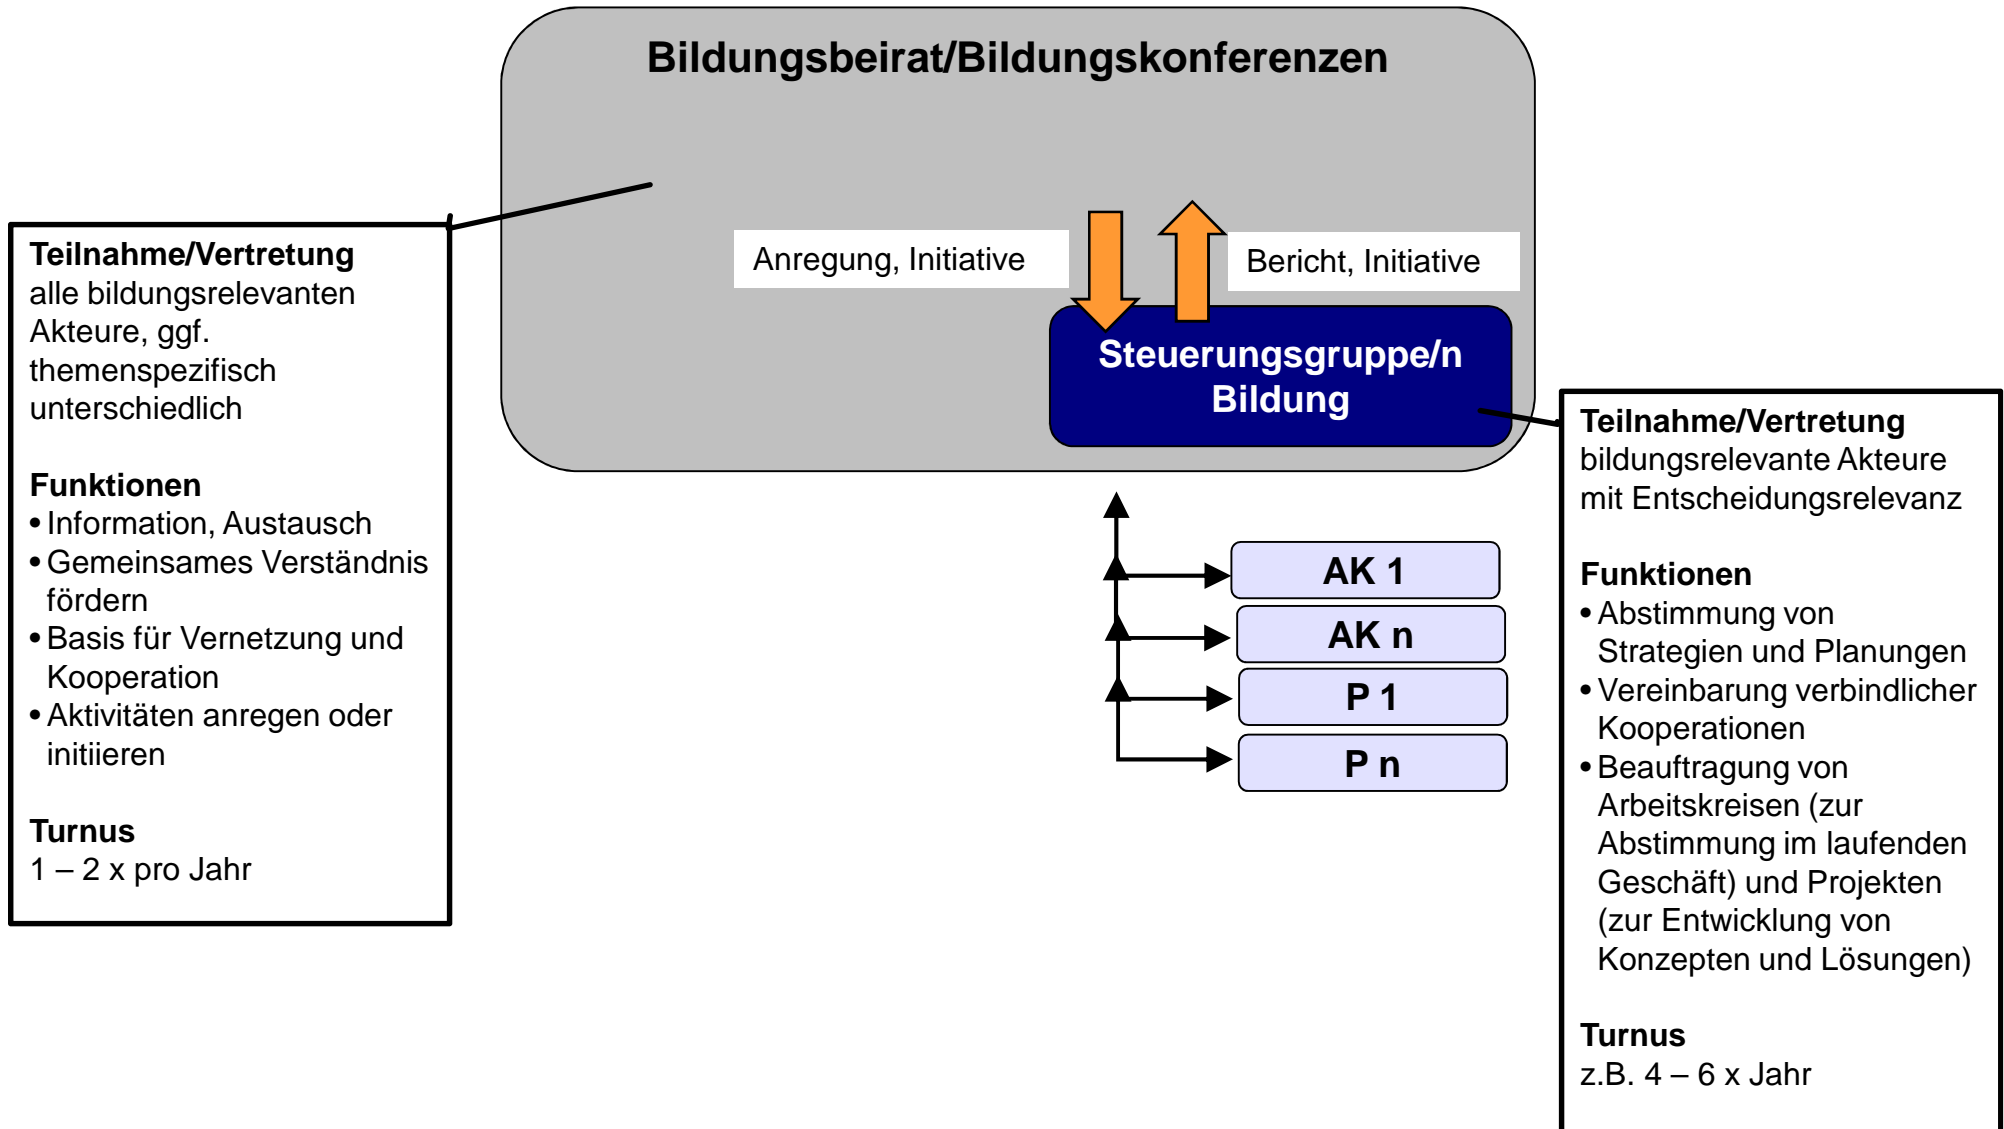 Bildungsbeirat/Bildungskonferenzen
Teilnahme/Vertretung
alle bildungsrelevanten
Akteure, ggf.
themenspezifisch
unterschiedlich
Funktionen
• Information, Austausch
• Gemeinsames Verständnis
fördern
• Basis für Vernetzung und
Kooperation
• Aktivitäten anregen oder
initiieren
Turnus
1 – 2 x pro Jahr
Anregung, Initiative
Bericht, Initiative
Steuerungsgruppe/n
Bildung
AK 1
AK n
P 1
P n
Teilnahme/Vertretung
bildungsrelevante Akteure
mit Entscheidungsrelevanz
Funktionen
• Abstimmung von
Strategien und Planungen
• Vereinbarung verbindlicher
Kooperationen
• Beauftragung von
Arbeitskreisen (zur
Abstimmung im laufenden
Geschäft) und Projekten
(zur Entwicklung von
Konzepten und Lösungen)
Turnus
z.B. 4 – 6 x Jahr